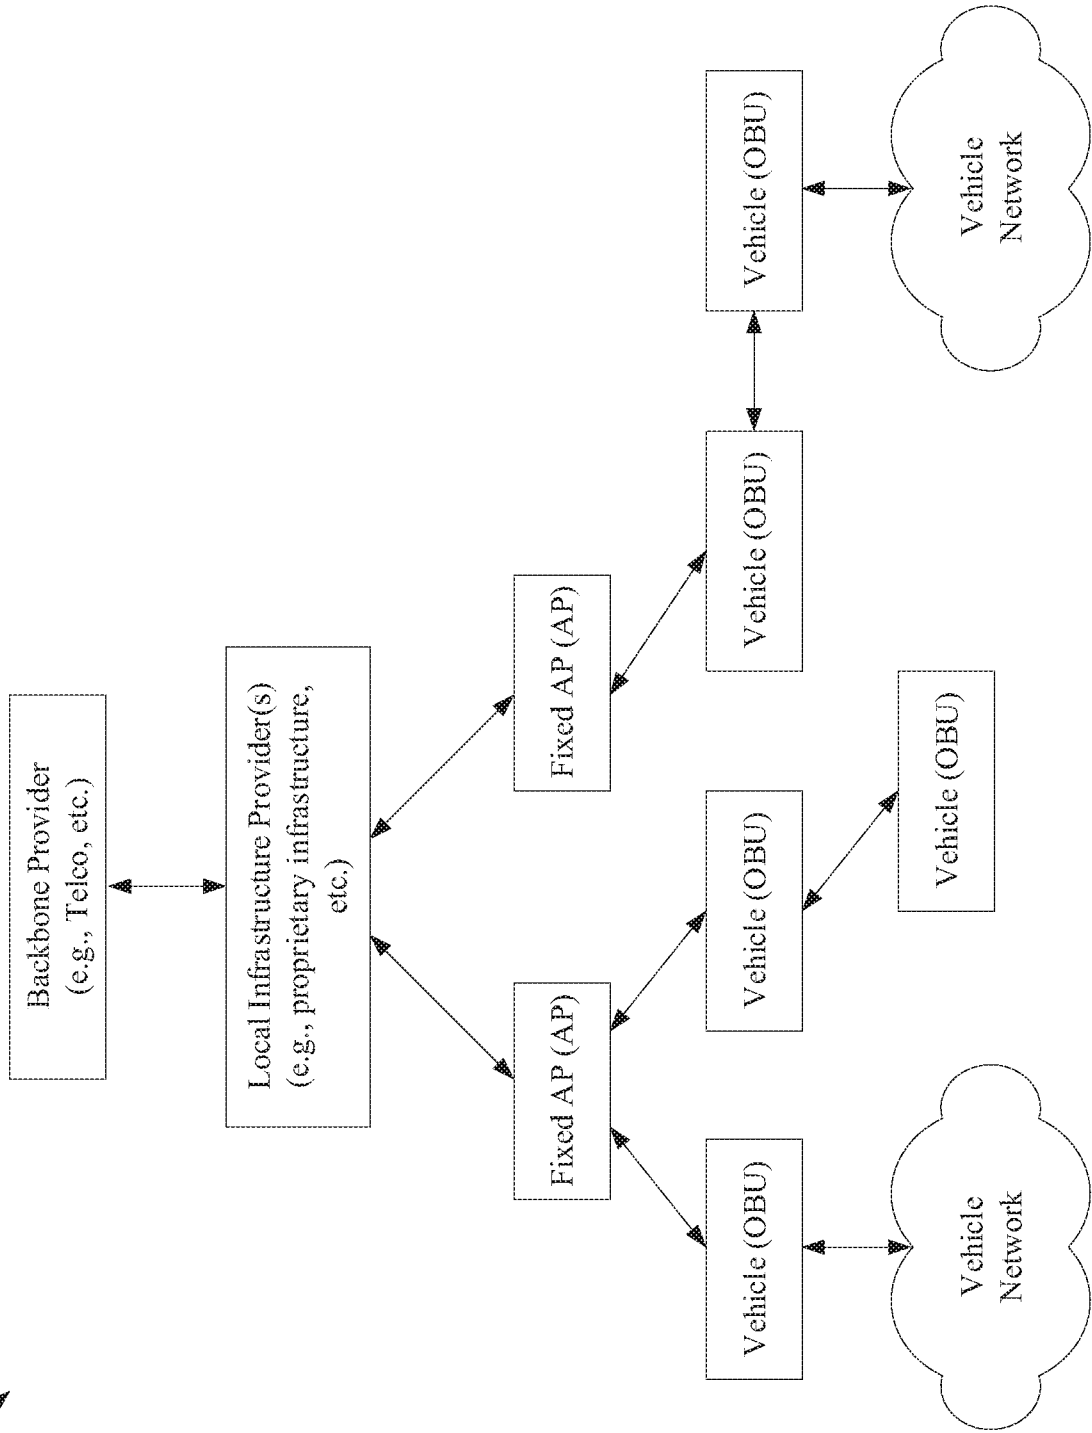 Backbone Provider
(e.g., Telco, etc.)
Local Infrastructure Provider(s)
(e.g., proprietary infrastructure,
etc.)
Fixed AP (AP)
Fixed AP (AP)
Vehicle (OBU)
Vehicle (OBU)
Vehicle (OBU)
Vehicle (OBU)
Vehicle (OBU)
Vehicle
Network
Vehicle
Network